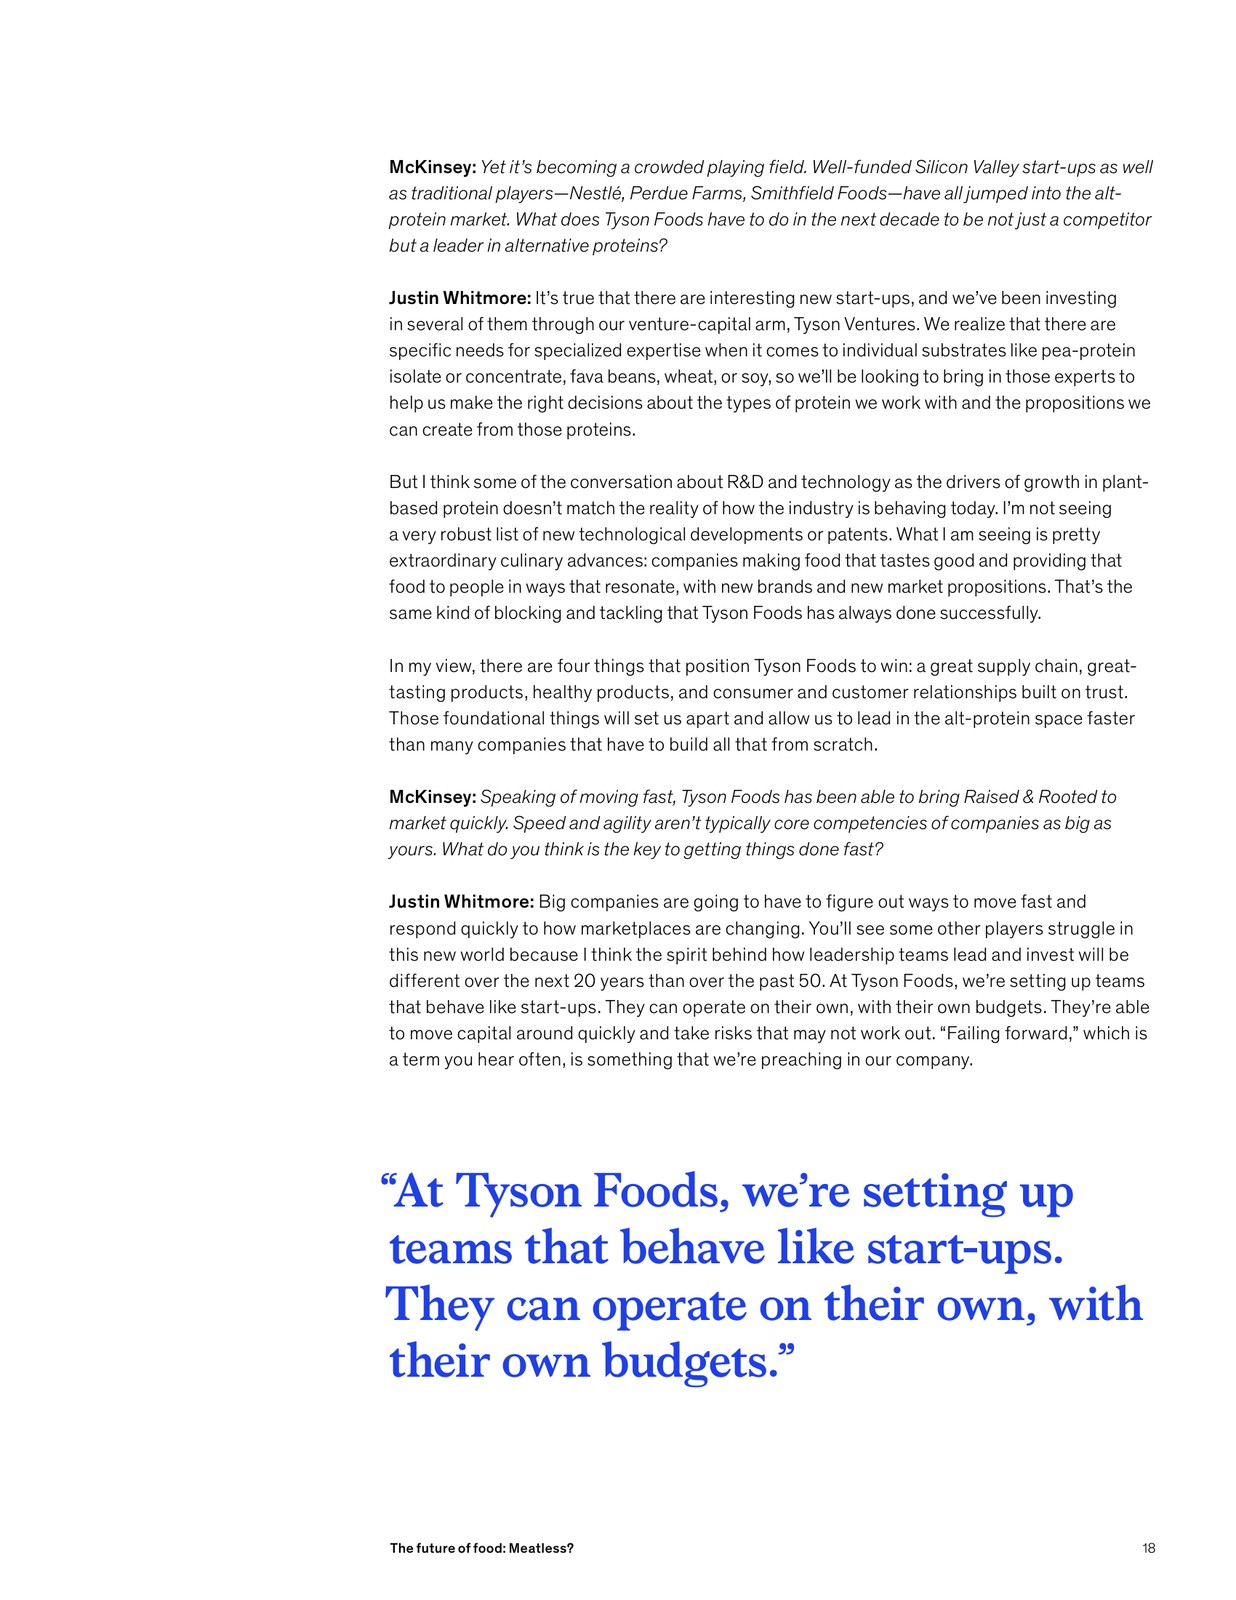 McKinsey: Yet it’s becoming a crowded playing field. Well-funded Silicon Valley start-ups as well
as traditional players—Nestlé, Perdue Farms, Smithfield Foods—have all jumped into the alt-
protein market. What does Tyson Foods have to do in the next decade to be not just a competitor
but a leader in alternative proteins?
Justin Whitmore: It’s true that there are interesting new start-ups, and we’ve been investing
in several of them through our venture-capital arm, Tyson Ventures. We realize that there are
specific needs for specialized expertise when it comes to individual substrates like pea-protein
isolate or concentrate, fava beans, wheat, or soy, so we’ll be looking to bring in those experts to
help us make the right decisions about the types of protein we work with and the propositions we
can create from those proteins.
But I think some of the conversation about R&D and technology as the drivers of growth in plant-
based protein doesn’t match the reality of how the industry is behaving today. I’m not seeing
a very robust list of new technological developments or patents. What I am seeing is pretty
extraordinary culinary advances: companies making food that tastes good and providing that
food to people in ways that resonate, with new brands and new market propositions. That’s the
same kind of blocking and tackling that Tyson Foods has always done successfully.
In my view, there are four things that position Tyson Foods to win: a great supply chain, great-
tasting products, healthy products, and consumer and customer relationships built on trust.
Those foundational things will set us apart and allow us to lead in the alt-protein space faster
than many companies that have to build all that from scratch.
McKinsey: Speaking of moving fast, Tyson Foods has been able to bring Raised & Rooted to
market quickly. Speed and agility aren’t typically core competencies of companies as big as
yours. What do you think is the key to getting things done fast?
Justin Whitmore: Big companies are going to have to figure out ways to move fast and
respond quickly to how marketplaces are changing. You’ll see some other players struggle in
this new world because I think the spirit behind how leadership teams lead and invest will be
different over the next 20 years than over the past 50. At Tyson Foods, we’re setting up teams
that behave like start-ups. They can operate on their own, with their own budgets. They’re able
to move capital around quickly and take risks that may not work out. “Failing forward,” which is
a term you hear often, is something that we’re preaching in our company.
“At Tyson Foods, we’re setting up
teams that behave like start-ups.
They can operate on their own, with
their own budgets.”
The future of food: Meatless?
18